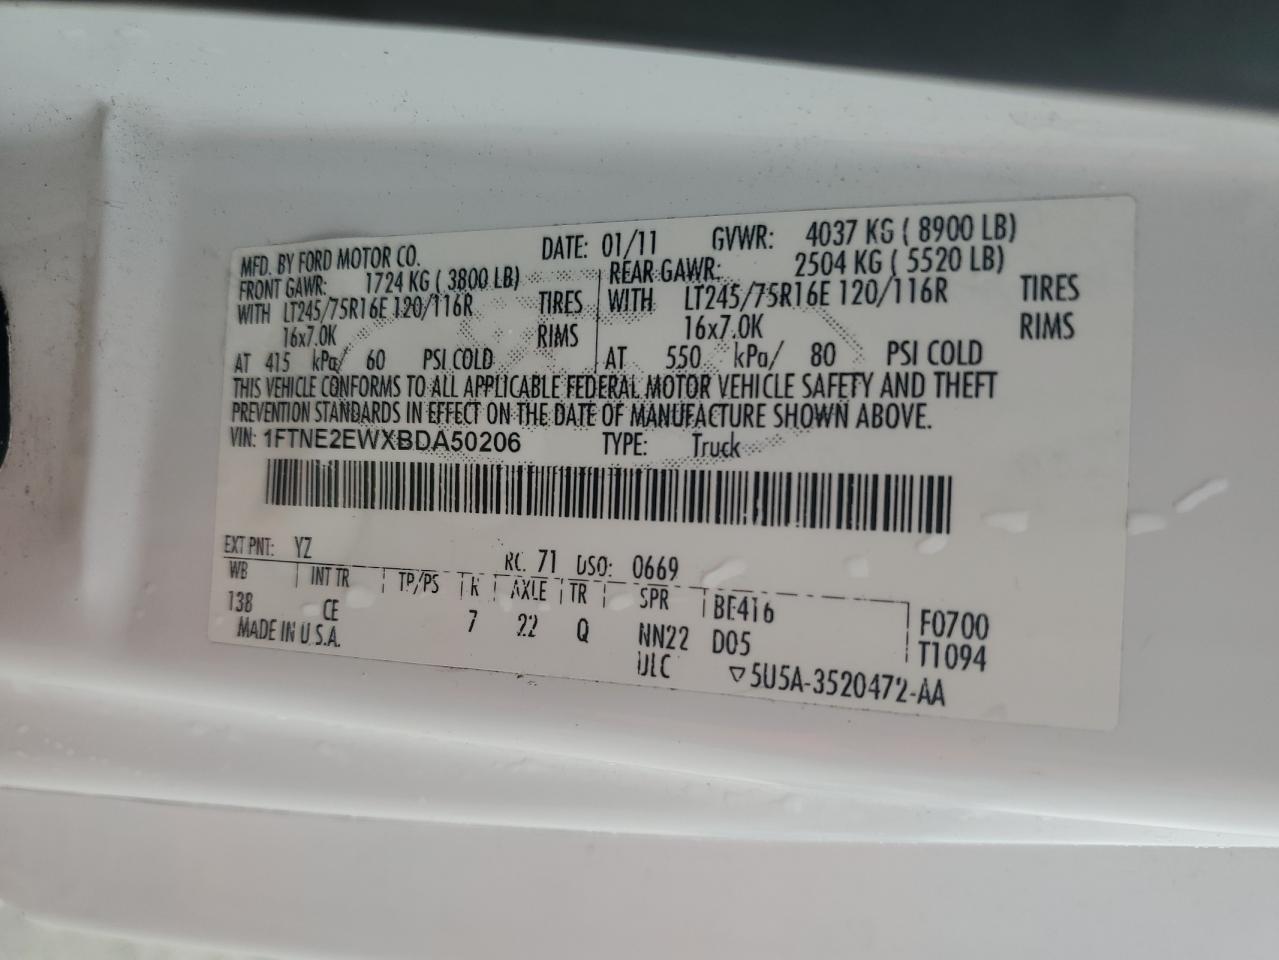 MFD. BY FORD MOTOR CO. DATE: 01/11 GVWR: 4037 KG ( 8900 LB)
FRONT GAWR: 1724 KG ( 3800 LB) REAR GAWR: 2504 KG ( 5520 LB)
WITH LT245/75R16E 120/116R TIRES WITH LT245/75R16E 120/116R TIRES
16x7.0K RIMS 16x7.0K RIMS
AT 415 kPa/ 60 PSI COLD AT 550 kPa/ 80 PSI COLD
THIS VEHICLE CONFORMS TO ALL APPLICABLE FEDERAL MOTOR VEHICLE SAFETY AND THEFT
PREVENTION STANDARDS IN EFFECT ON THE DATE OF MANUFACTURE SHOWN ABOVE.
VIN: 1FTNE2EWXBDA50206 TYPE: Truck
EXT PNT: YZ RC: 71 DSO: 0669
WB INT TR TP/PS R AXLE TR SPR BE416 F0700
138 CE 7 22 Q NN22 D05 T1094
MADE IN U.S.A. ULC ▽5U5A-3520472-AA